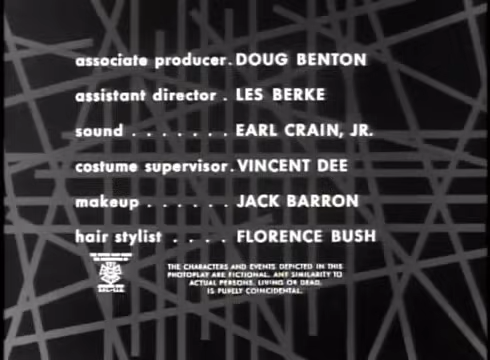 associate producer. DOUG BENTON
assistant director . LES BERKE
sound . . . . . . . EARL CRAIN, JR.
costume supervisor. VINCENT DEE
makeup . . . . . . JACK BARRON
hair stylist . . . . FLORENCE BUSH
THE CHARACTERS AND EVENTS DEPICTED IN THIS
PHOTOPLAY ARE FICTIONAL. ANY SIMILARITY TO
ACTUAL PERSONS, LIVING OR DEAD,
IS PURELY COINCIDENTAL.